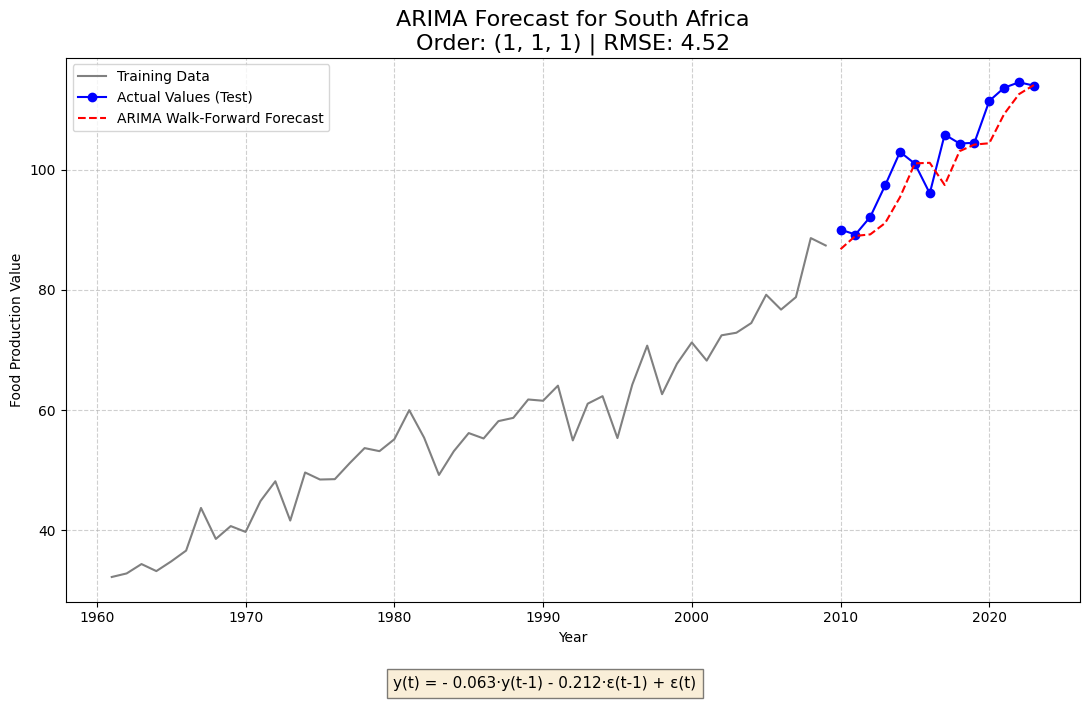 ARIMA Forecast for South Africa
Order: (1, 1, 1) | RMSE: 4.52
Training Data
Actual Values (Test)
ARIMA Walk-Forward Forecast
Food Production Value
100
80
60
40
1960 1970 1980 1990 2000 2010 2020
Year
y(t) = - 0.063·y(t-1) - 0.212·ε(t-1) + ε(t)